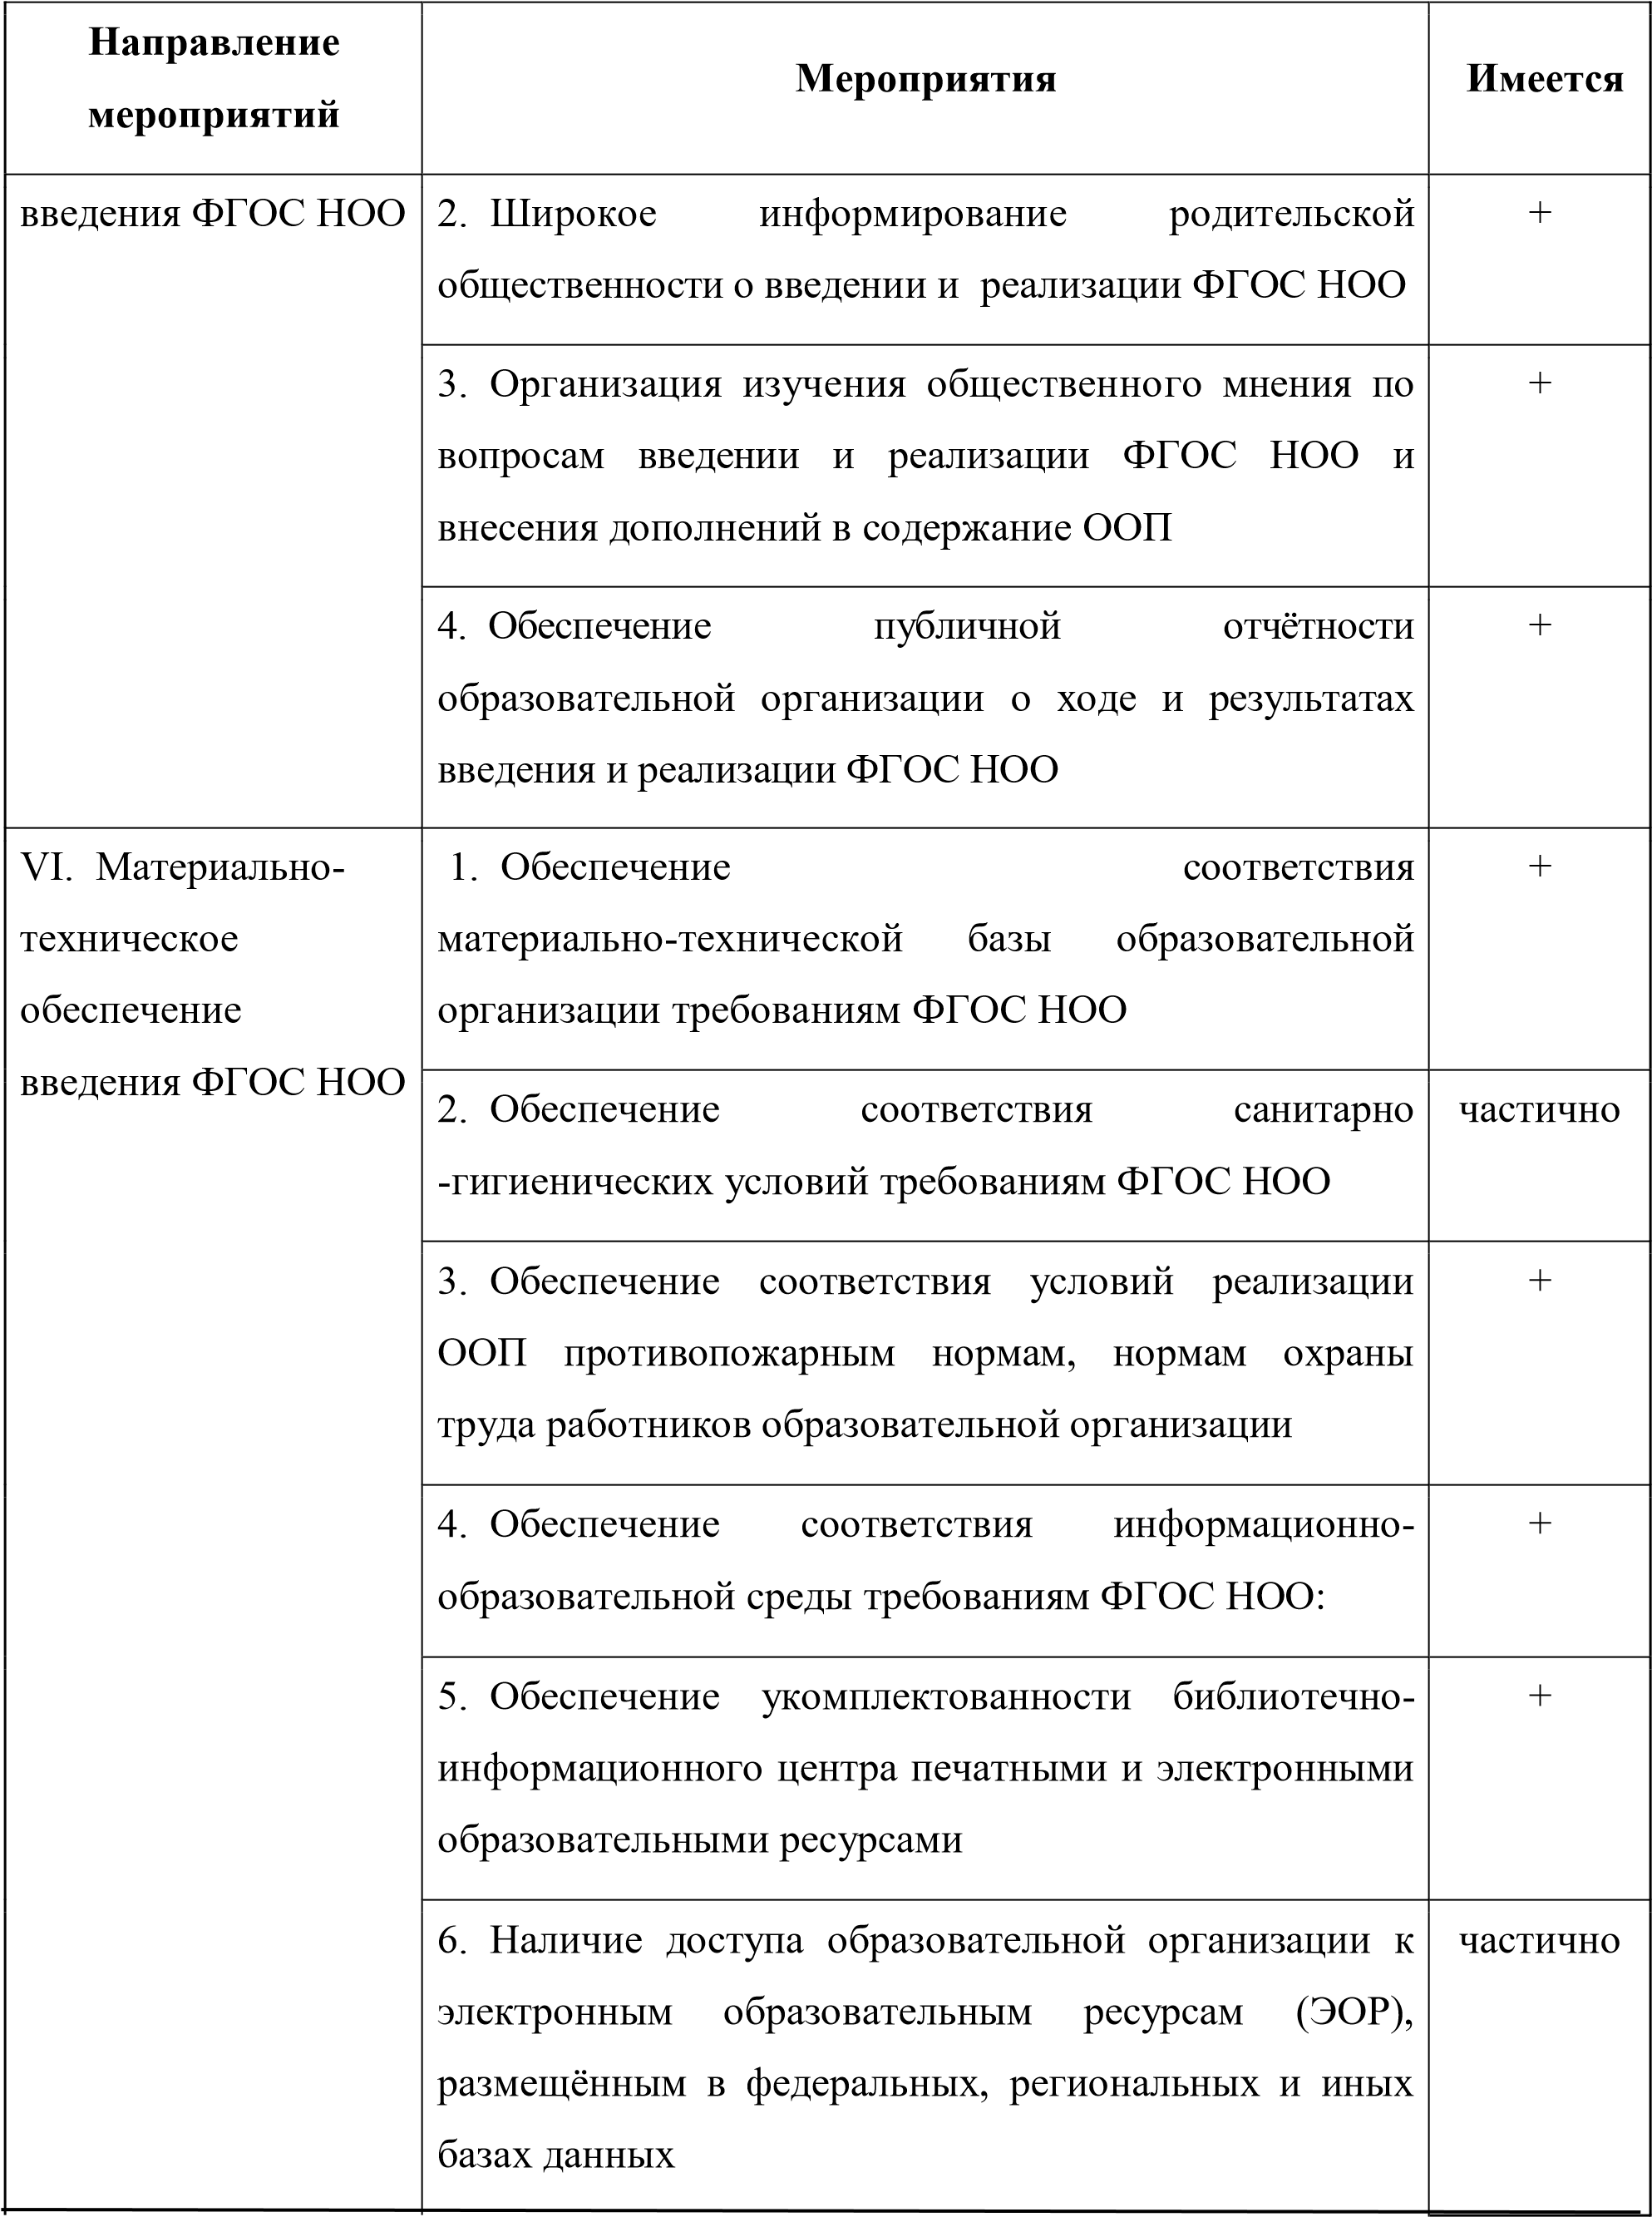 Направление
мероприятий
Мероприятия
Имеется
введения ФГОС НОО
2. Широкое информирование родительской
общественности о введении и реализации ФГОС НОО
+
3. Организация изучения общественного мнения по
вопросам введении и реализации ФГОС НОО и
внесения дополнений в содержание ООП
+
4. Обеспечение публичной отчётности
образовательной организации о ходе и результатах
введения и реализации ФГОС НОО
+
VI. Материально-
техническое
обеспечение
введения ФГОС НОО
1. Обеспечение соответствия
материально-технической базы образовательной
организации требованиям ФГОС НОО
+
2. Обеспечение соответствия санитарно
-гигиенических условий требованиям ФГОС НОО
частично
3. Обеспечение соответствия условий реализации
ООП противопожарным нормам, нормам охраны
труда работников образовательной организации
+
4. Обеспечение соответствия информационно-
образовательной среды требованиям ФГОС НОО:
+
5. Обеспечение укомплектованности библиотечно-
информационного центра печатными и электронными
образовательными ресурсами
+
6. Наличие доступа образовательной организации к
электронным образовательным ресурсам (ЭОР),
размещённым в федеральных, региональных и иных
базах данных
частично